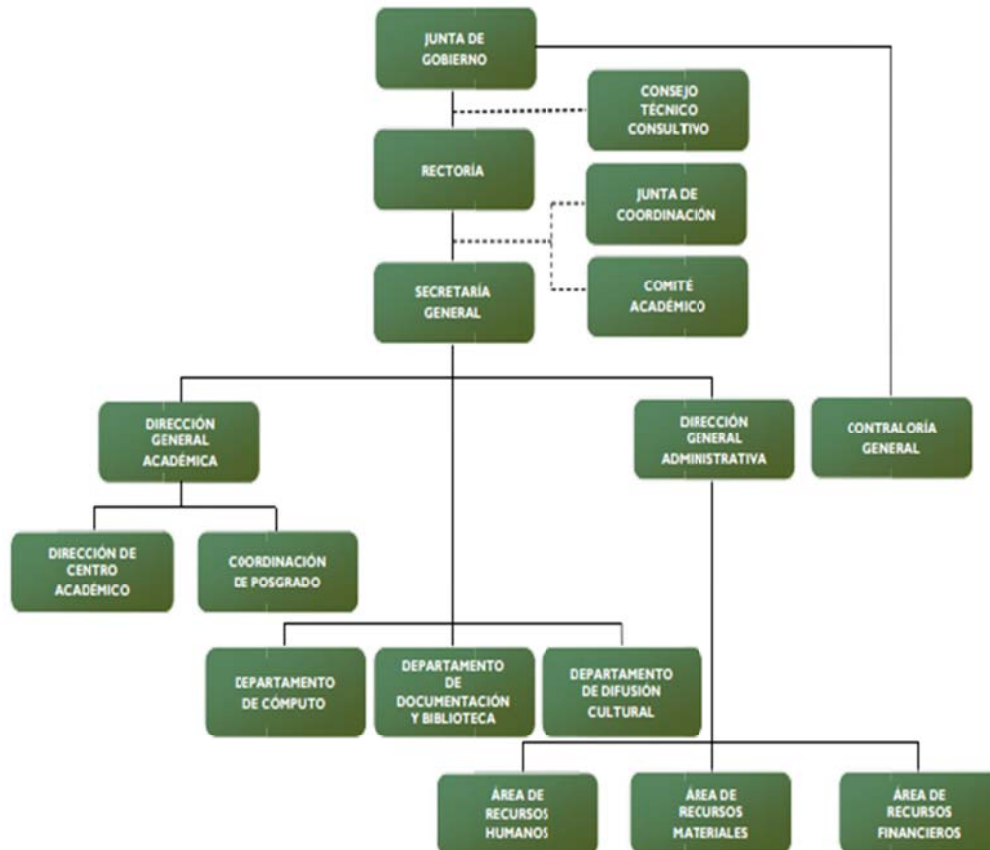 JUNTA DE
GOBIERNO
CONSEJO
TÉCNICO
CONSULTIVO
RECTORÍA
JUNTA DE
COORDINACIÓN
SECRETARÍA
GENERAL
COMITÉ
ACADÉMICO
DIRECCIÓN
GENERAL
ACADÉMICA
DIRECCIÓN
GENERAL
ADMINISTRATIVA
CONTRALORÍA
GENERAL
DIRECCIÓN DE
CENTRO
ACADÉMICO
COORDINACIÓN
DE POSGRADO
DEPARTAMENTO
DE CÓMPUTO
DEPARTAMENTO
DE
DOCUMENTACIÓN
Y BIBLIOTECA
DEPARTAMENTO
DE DIFUSIÓN
CULTURAL
ÁREA DE
RECURSOS
HUMANOS
ÁREA DE
RECURSOS
MATERIALES
ÁREA DE
RECURSOS
FINANCIEROS